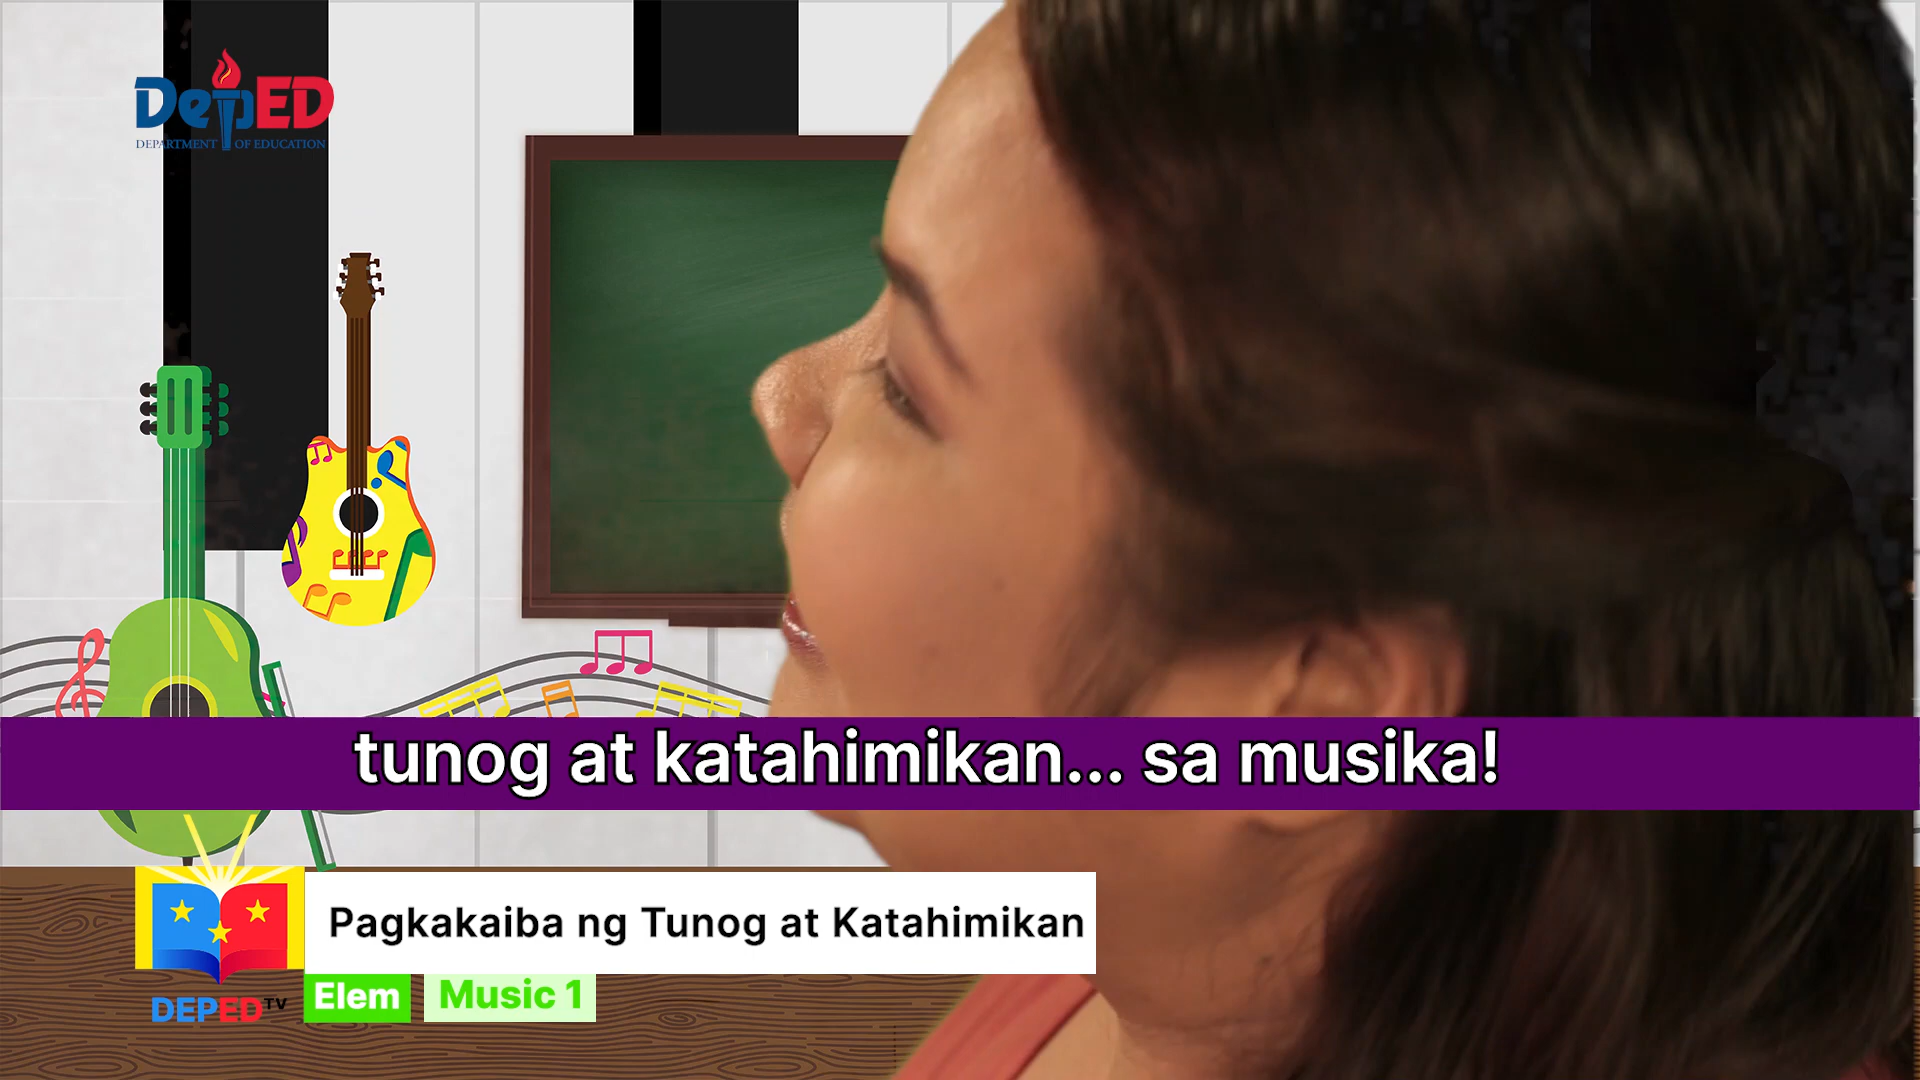 DepED
DEPARTMENT OF EDUCATION
tunog at katahimikan... sa musika!
Pagkakaiba ng Tunog at Katahimikan
DEPED TV
Elem
Music 1